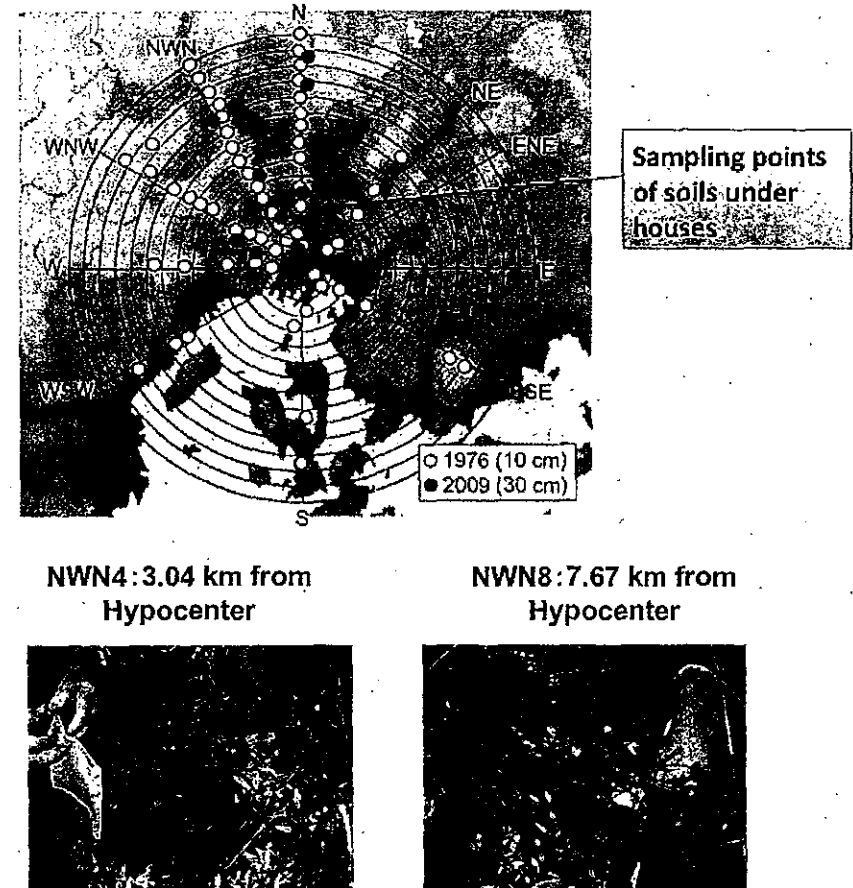 N
NWN
NE
WNW
ENE
Sampling points
of soils under
houses
W
E
WSW
SE
○ 1976 (10 cm)
● 2009 (30 cm)
S
NWN4:3.04 km from
Hypocenter
NWN8:7.67 km from
Hypocenter